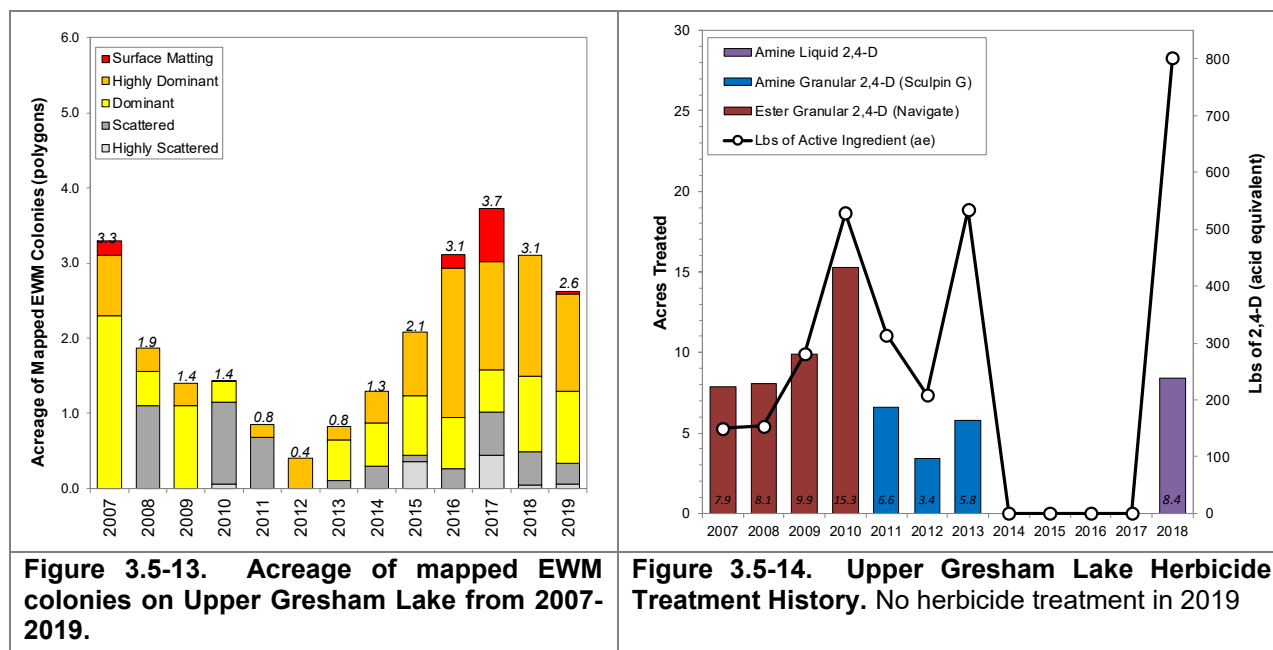 6.0
5.0
4.0
3.0
2.0
1.0
0.0
Acreage of Mapped EWM Colonies (polygons)
Surface Matting
Highly Dominant
Dominant
Scattered
Highly Scattered
3.3
1.9
1.4
1.4
0.8
0.4
0.8
1.3
2.1
3.1
3.7
3.1
2.6
2007
2008
2009
2010
2011
2012
2013
2014
2015
2016
2017
2018
2019
Figure 3.5-13. Acreage of mapped EWM
colonies on Upper Gresham Lake from 2007-
2019.
30
25
20
15
10
5
0
Acres Treated
Amine Liquid 2,4-D
Amine Granular 2,4-D (Sculpin G)
Ester Granular 2,4-D (Navigate)
Lbs of Active Ingredient (ae)
7.9 8.1 9.9 15.3 6.6 3.4 5.8 8.4
2007 2008 2009 2010 2011 2012 2013 2014 2015 2016 2017 2018
800
700
600
500
400
300
200
100
0
Lbs of 2,4-D (acid equivalent)
Figure 3.5-14. Upper Gresham Lake Herbicide
Treatment History. No herbicide treatment in 2019